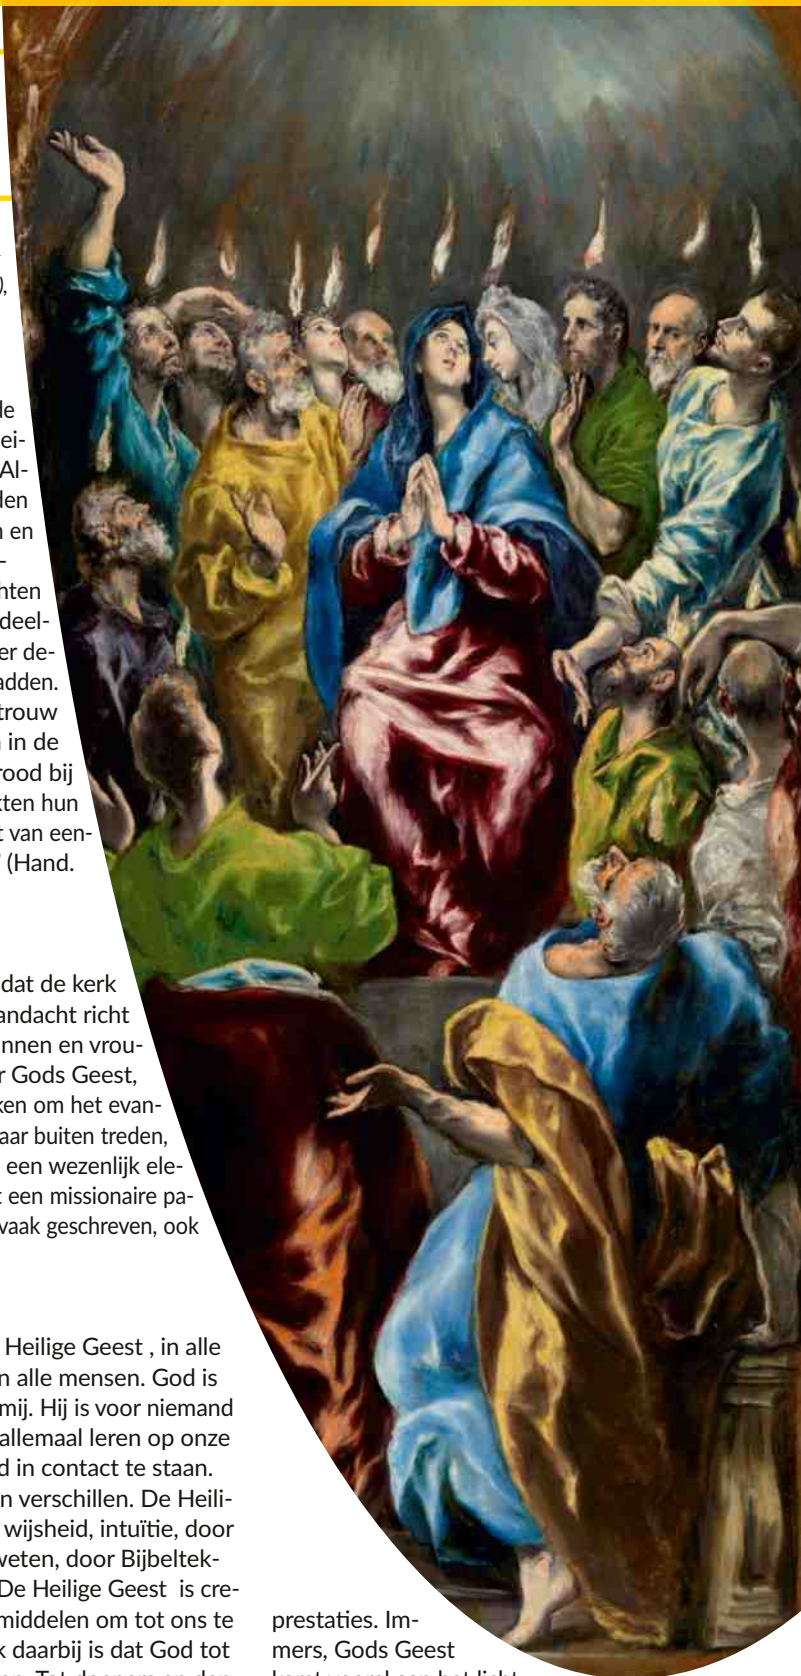 ),
de
ei-
Al-
den
n en
-
hten
deel-
er de-
adden.
trouw
in de
rood bij
kten hun
t van een-
(Hand.
dat de kerk
andacht richt
nnen en vrou-
r Gods Geest,
ken om het evan-
aar buiten treden,
een wezenlijk ele-
t een missionaire pa-
vaak geschreven, ook
Heilige Geest , in alle
n alle mensen. God is
mij. Hij is voor niemand
allemaal leren op onze
d in contact te staan.
n verschillen. De Heili-
wijsheid, intuïtie, door
weten, door Bijbeltek-
De Heilige Geest is cre-
middelen om tot ons te
k daarbij is dat God tot
prestaties. Im-
mers, Gods Geest